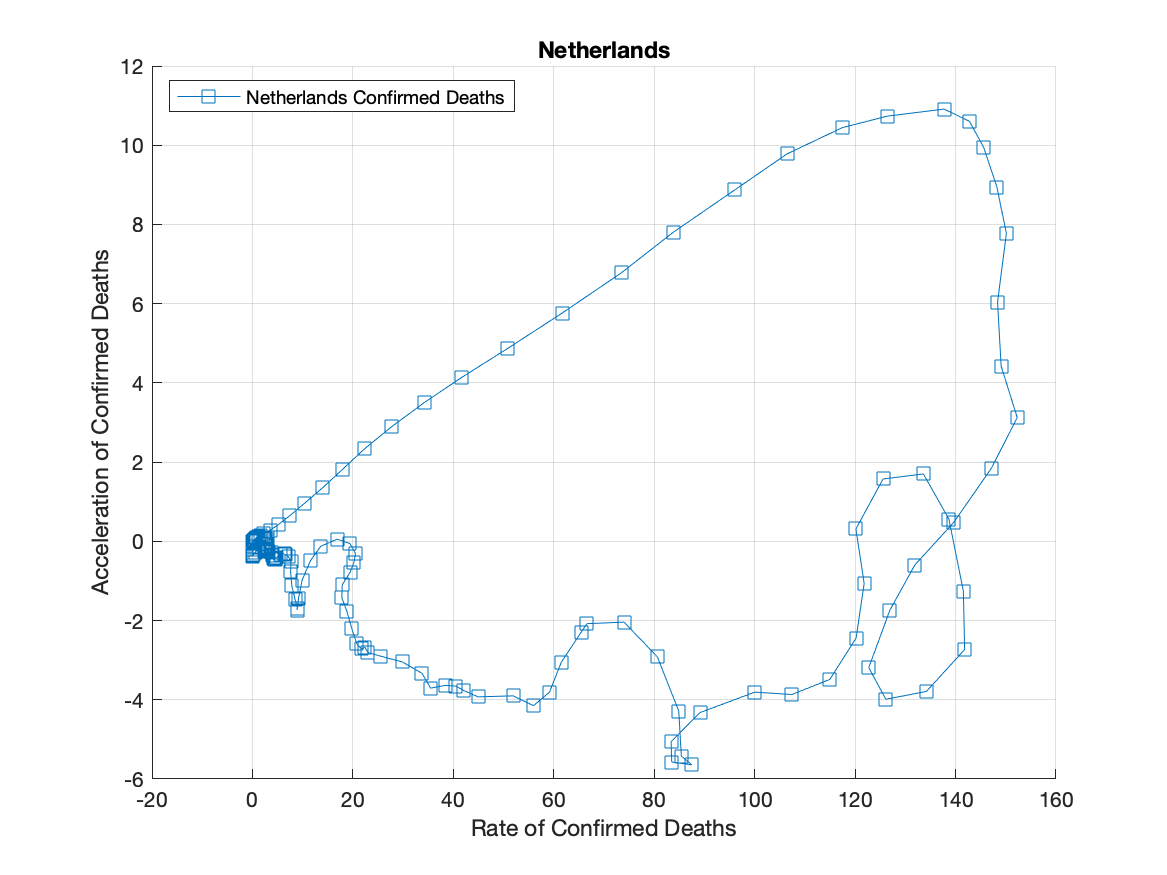 Netherlands
Netherlands Confirmed Deaths
12
10
8
6
4
2
0
-2
-4
-6
Acceleration of Confirmed Deaths
-20 0 20 40 60 80 100 120 140 160
Rate of Confirmed Deaths